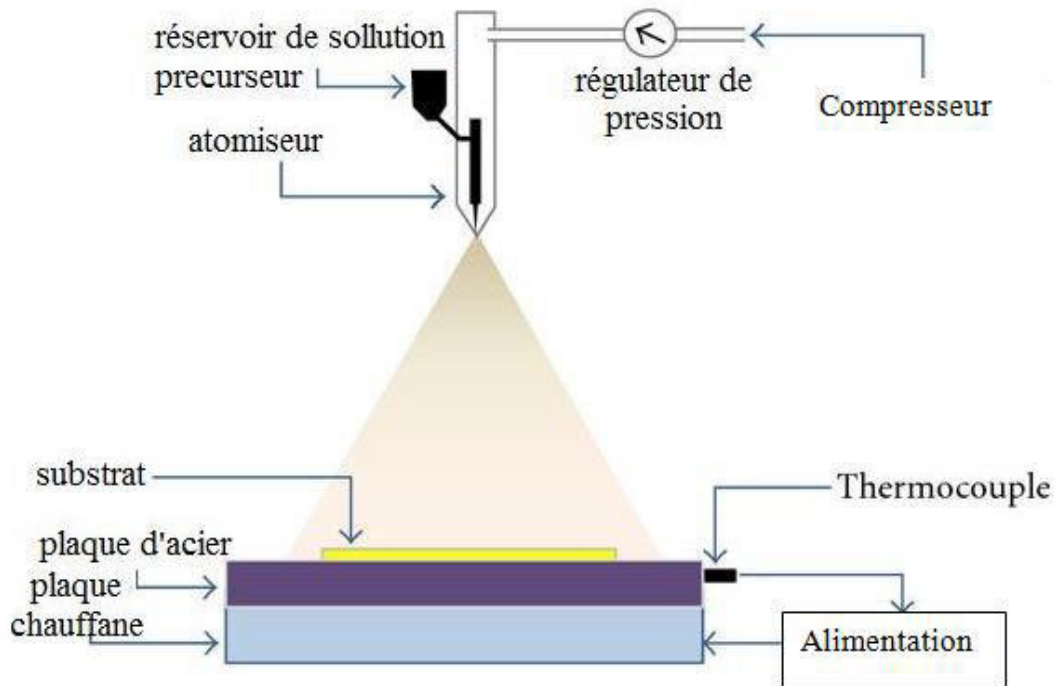 réservoir de sollution
precurseur
atomiseur
régulateur de
pression
Compresseur
substrat
plaque d'acier
plaque
chauffane
Thermocouple
Alimentation